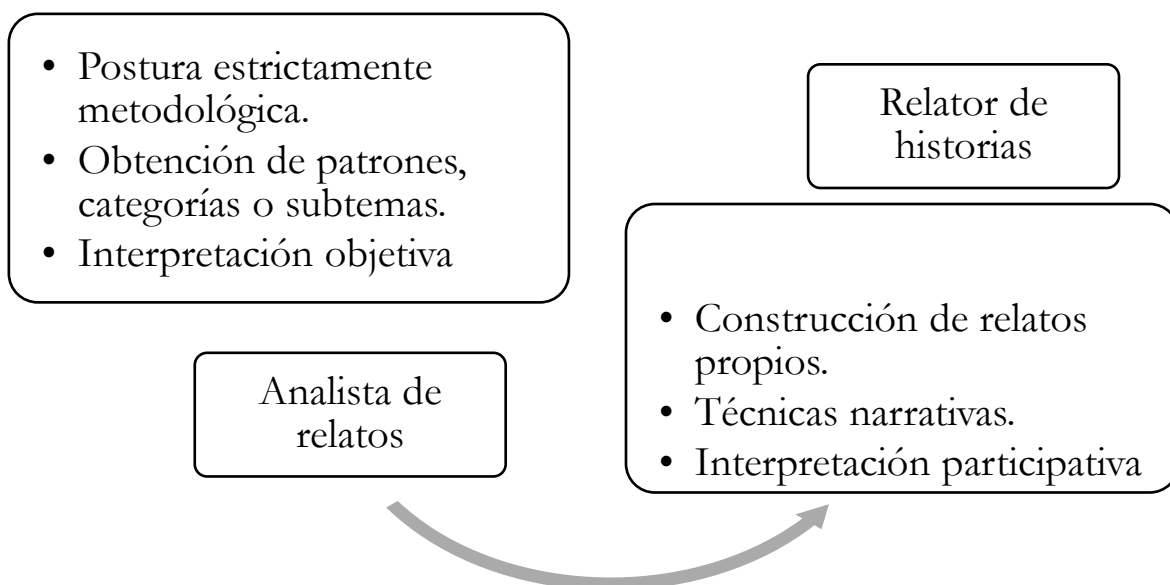 • Postura estrictamente
metodológica.
• Obtención de patrones,
categorías o subtemas.
• Interpretación objetiva
Analista de
relatos
Relator de
historias
• Construcción de relatos
propios.
• Técnicas narrativas.
• Interpretación participativa